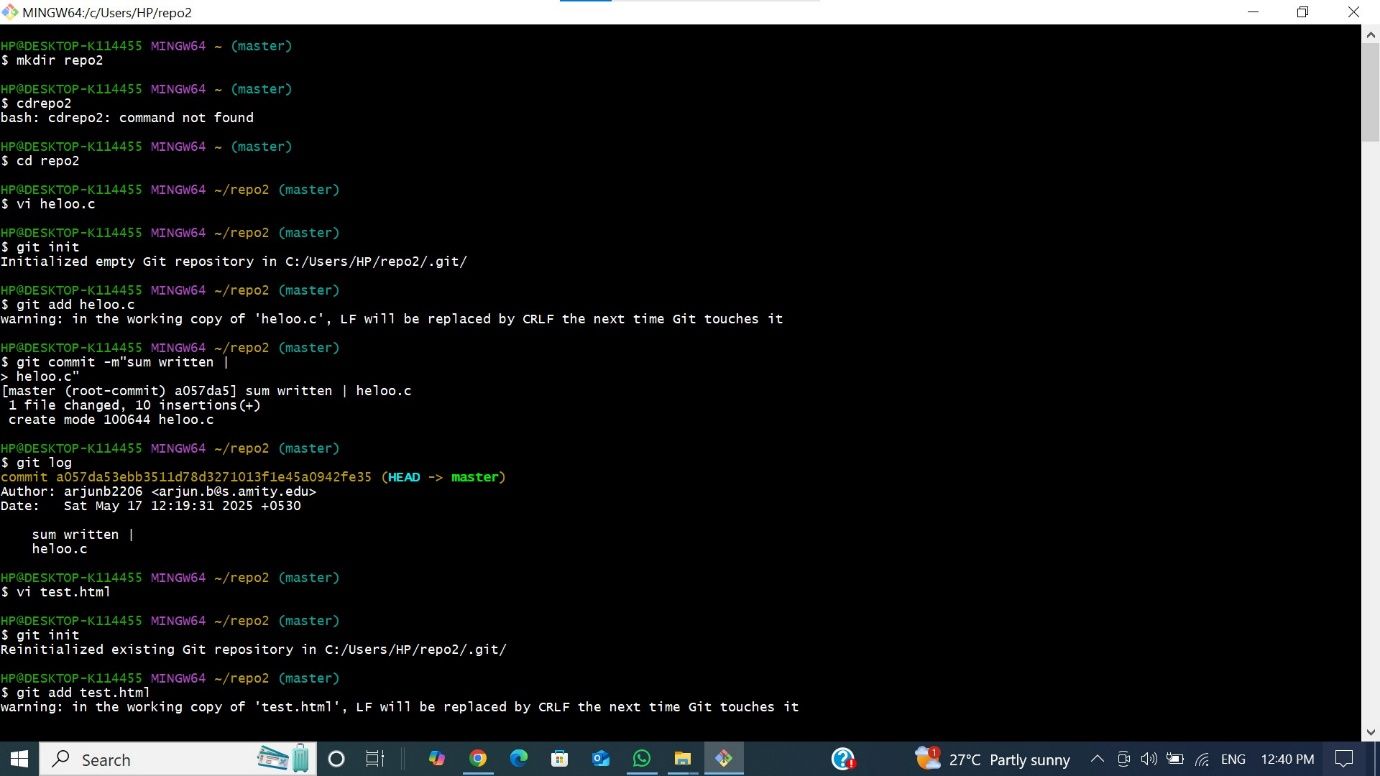 MINGW64:/c/Users/HP/repo2
HP@DESKTOP-K114455 MINGW64 ~ (master)
$ mkdir repo2
HP@DESKTOP-K114455 MINGW64 ~ (master)
$ cdrepo2
bash: cdrepo2: command not found
HP@DESKTOP-K114455 MINGW64 ~ (master)
$ cd repo2
HP@DESKTOP-K114455 MINGW64 ~/repo2 (master)
$ vi heloo.c
HP@DESKTOP-K114455 MINGW64 ~/repo2 (master)
$ git init
Initialized empty Git repository in C:/Users/HP/repo2/.git/
HP@DESKTOP-K114455 MINGW64 ~/repo2 (master)
$ git add heloo.c
warning: in the working copy of 'heloo.c', LF will be replaced by CRLF the next time Git touches it
HP@DESKTOP-K114455 MINGW64 ~/repo2 (master)
$ git commit -m"sum written |
> heloo.c"
[master (root-commit) a057da5] sum written | heloo.c
1 file changed, 10 insertions(+)
create mode 100644 heloo.c
HP@DESKTOP-K114455 MINGW64 ~/repo2 (master)
$ git log
commit a057da53ebb3511d78d3271013f1e45a0942fe35 (HEAD -> master)
Author: arjunb2206 <arjun.b@s.amity.edu>
Date:   Sat May 17 12:19:31 2025 +0530
sum written |
heloo.c
HP@DESKTOP-K114455 MINGW64 ~/repo2 (master)
$ vi test.html
HP@DESKTOP-K114455 MINGW64 ~/repo2 (master)
$ git init
Reinitialized existing Git repository in C:/Users/HP/repo2/.git/
HP@DESKTOP-K114455 MINGW64 ~/repo2 (master)
$ git add test.html
warning: in the working copy of 'test.html', LF will be replaced by CRLF the next time Git touches it
Search 1 27°C Partly sunny ENG 12:40 PM